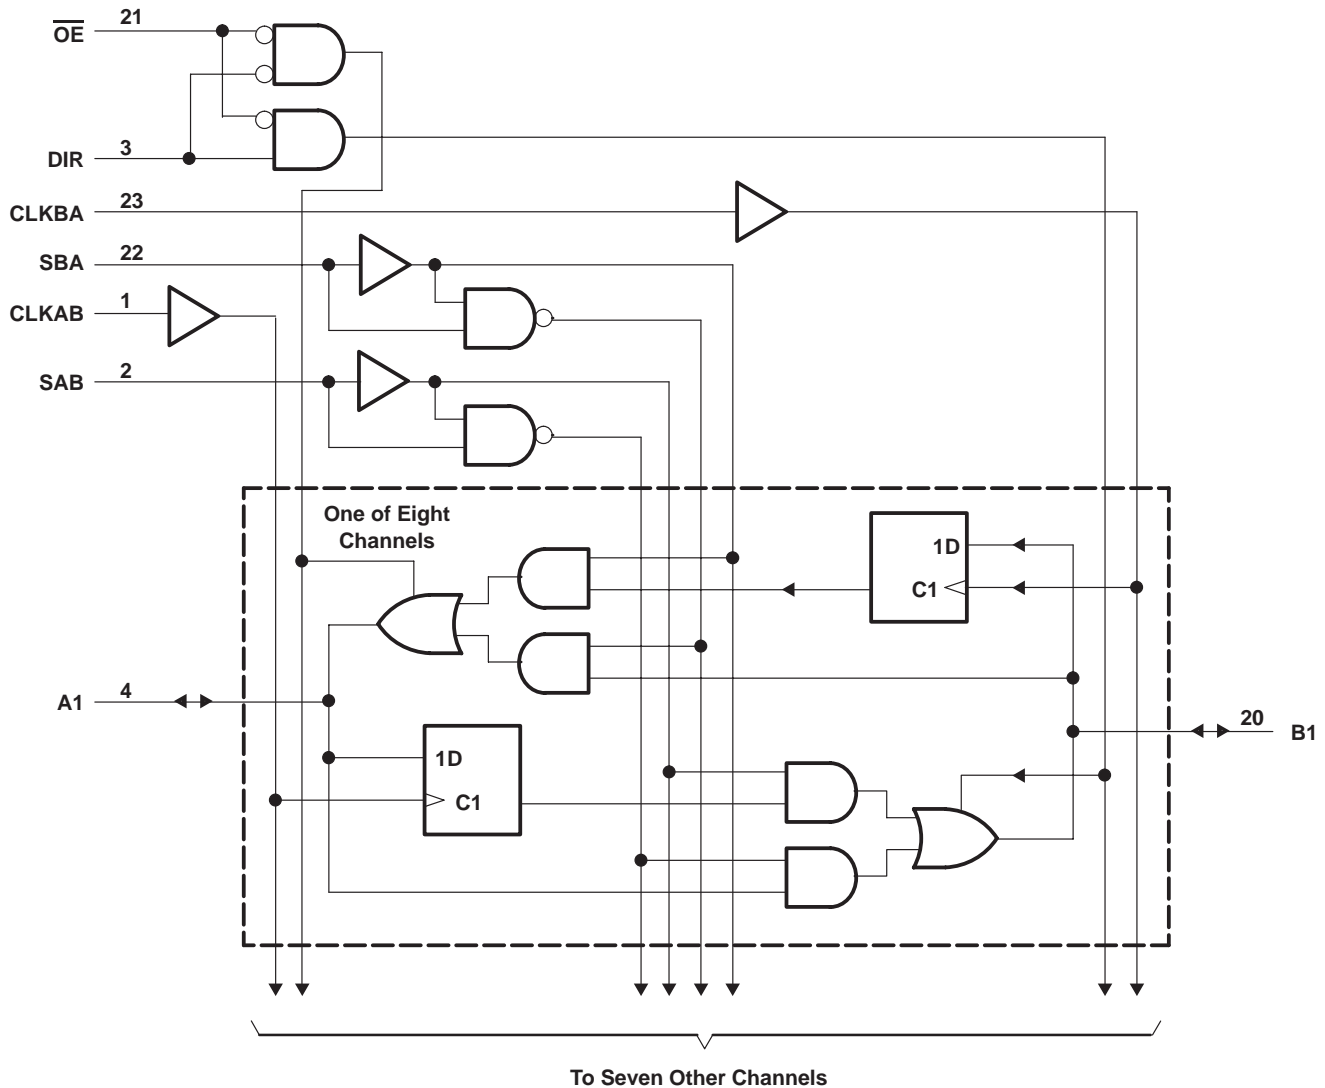 21
OE
DIR
3
CLKBA
23
SBA
22
CLKAB
1
SAB
2
One of Eight
Channels
1D
C1
A1
4
1D
C1
20
B1
To Seven Other Channels